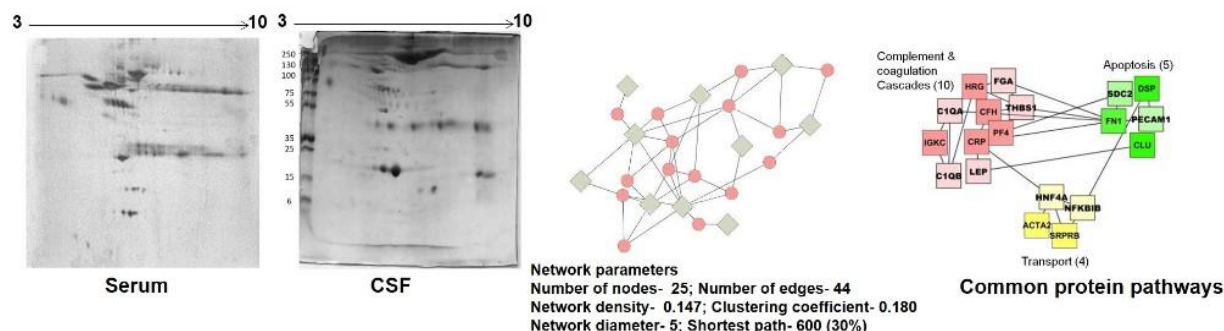 3
10
Serum
3
10
250
150
130
100
75
55
35
25
15
6
CSF
Network parameters
Number of nodes- 25; Number of edges- 44
Network density- 0.147; Clustering coefficient- 0.180
Network diameter- 5; Shortest path- 600 (30%)
Complement &
coagulation
Cascades (10)
Apoptosis (5)
FGA
HRG
SDC2
DSP
C1QA
CFH
THBS1
FN1
PECAM1
PF4
IGKC
CRP
CLU
C1QB
LEP
HNF4A
NFKBIB
ACTA2
SRPRB
Transport (4)
Common protein pathways